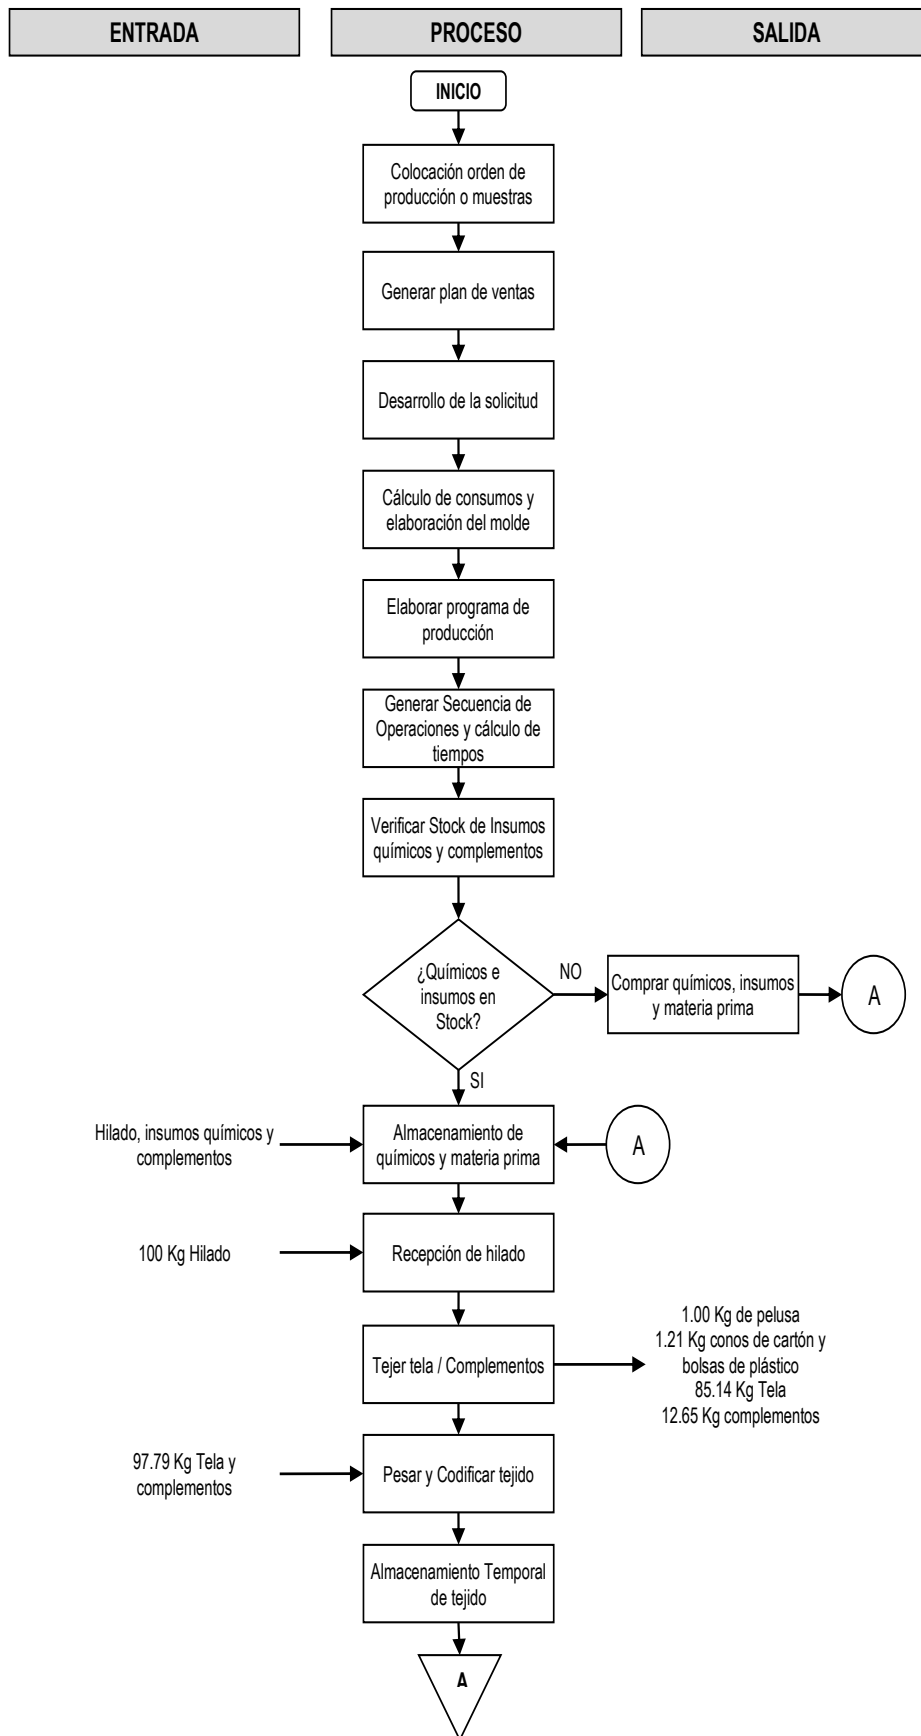 ENTRADA
PROCESO
SALIDA
INICIO
Colocación orden de
producción o muestras
Generar plan de ventas
Desarrollo de la solicitud
Cálculo de consumos y
elaboración del molde
Elaborar programa de
producción
Generar Secuencia de
Operaciones y cálculo de
tiempos
Verificar Stock de Insumos
químicos y complementos
¿Químicos e
insumos en
Stock?
NO
Comprar químicos, insumos
y materia prima
A
SI
Hilado, insumos químicos y
complementos
Almacenamiento de
químicos y materia prima
A
100 Kg Hilado
Recepción de hilado
Tejer tela / Complementos
1.00 Kg de pelusa
1.21 Kg conos de cartón y
bolsas de plástico
85.14 Kg Tela
12.65 Kg complementos
97.79 Kg Tela y
complementos
Pesar y Codificar tejido
Almacenamiento Temporal
de tejido
A